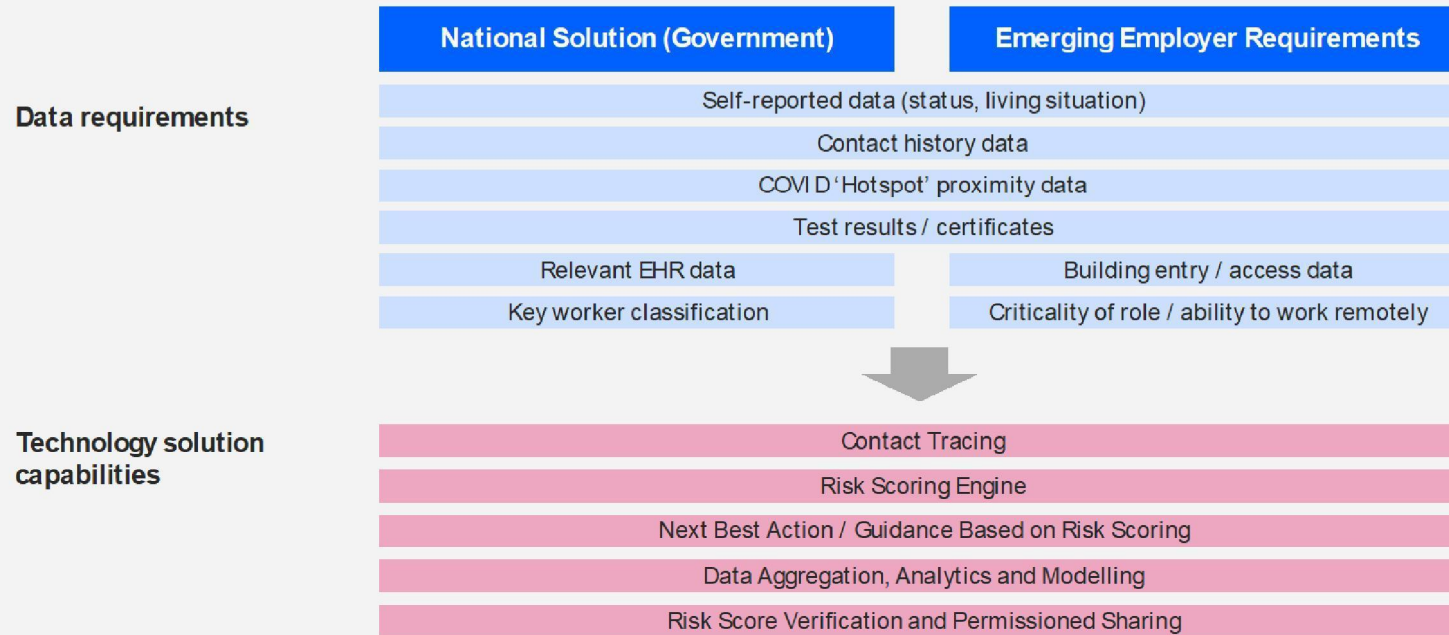 National Solution (Government)
Emerging Employer Requirements
Data requirements
Self-reported data (status, living situation)
Contact history data
COVID 'Hotspot' proximity data
Test results / certificates
Relevant EHR data
Building entry / access data
Key worker classification
Criticality of role / ability to work remotely
Technology solution
capabilities
Contact Tracing
Risk Scoring Engine
Next Best Action / Guidance Based on Risk Scoring
Data Aggregation, Analytics and Modelling
Risk Score Verification and Permissioned Sharing